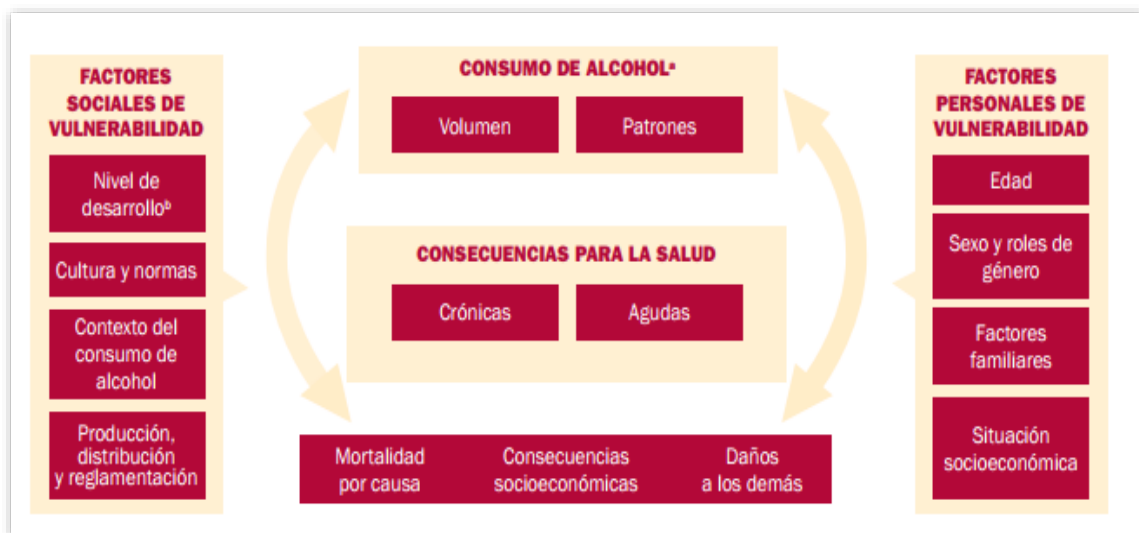 FACTORES
SOCIALES DE
VULNERABILIDAD
Nivel de
desarrolloᵇ
Cultura y normas
Contexto del
consumo de
alcohol
Producción,
distribución
y reglamentación
CONSUMO DE ALCOHOLᵃ
Volumen
Patrones
CONSECUENCIAS PARA LA SALUD
Crónicas
Agudas
Mortalidad
por causa
Consecuencias
socioeconómicas
Daños
a los demás
FACTORES
PERSONALES DE
VULNERABILIDAD
Edad
Sexo y roles de
género
Factores
familiares
Situación
socioeconómica